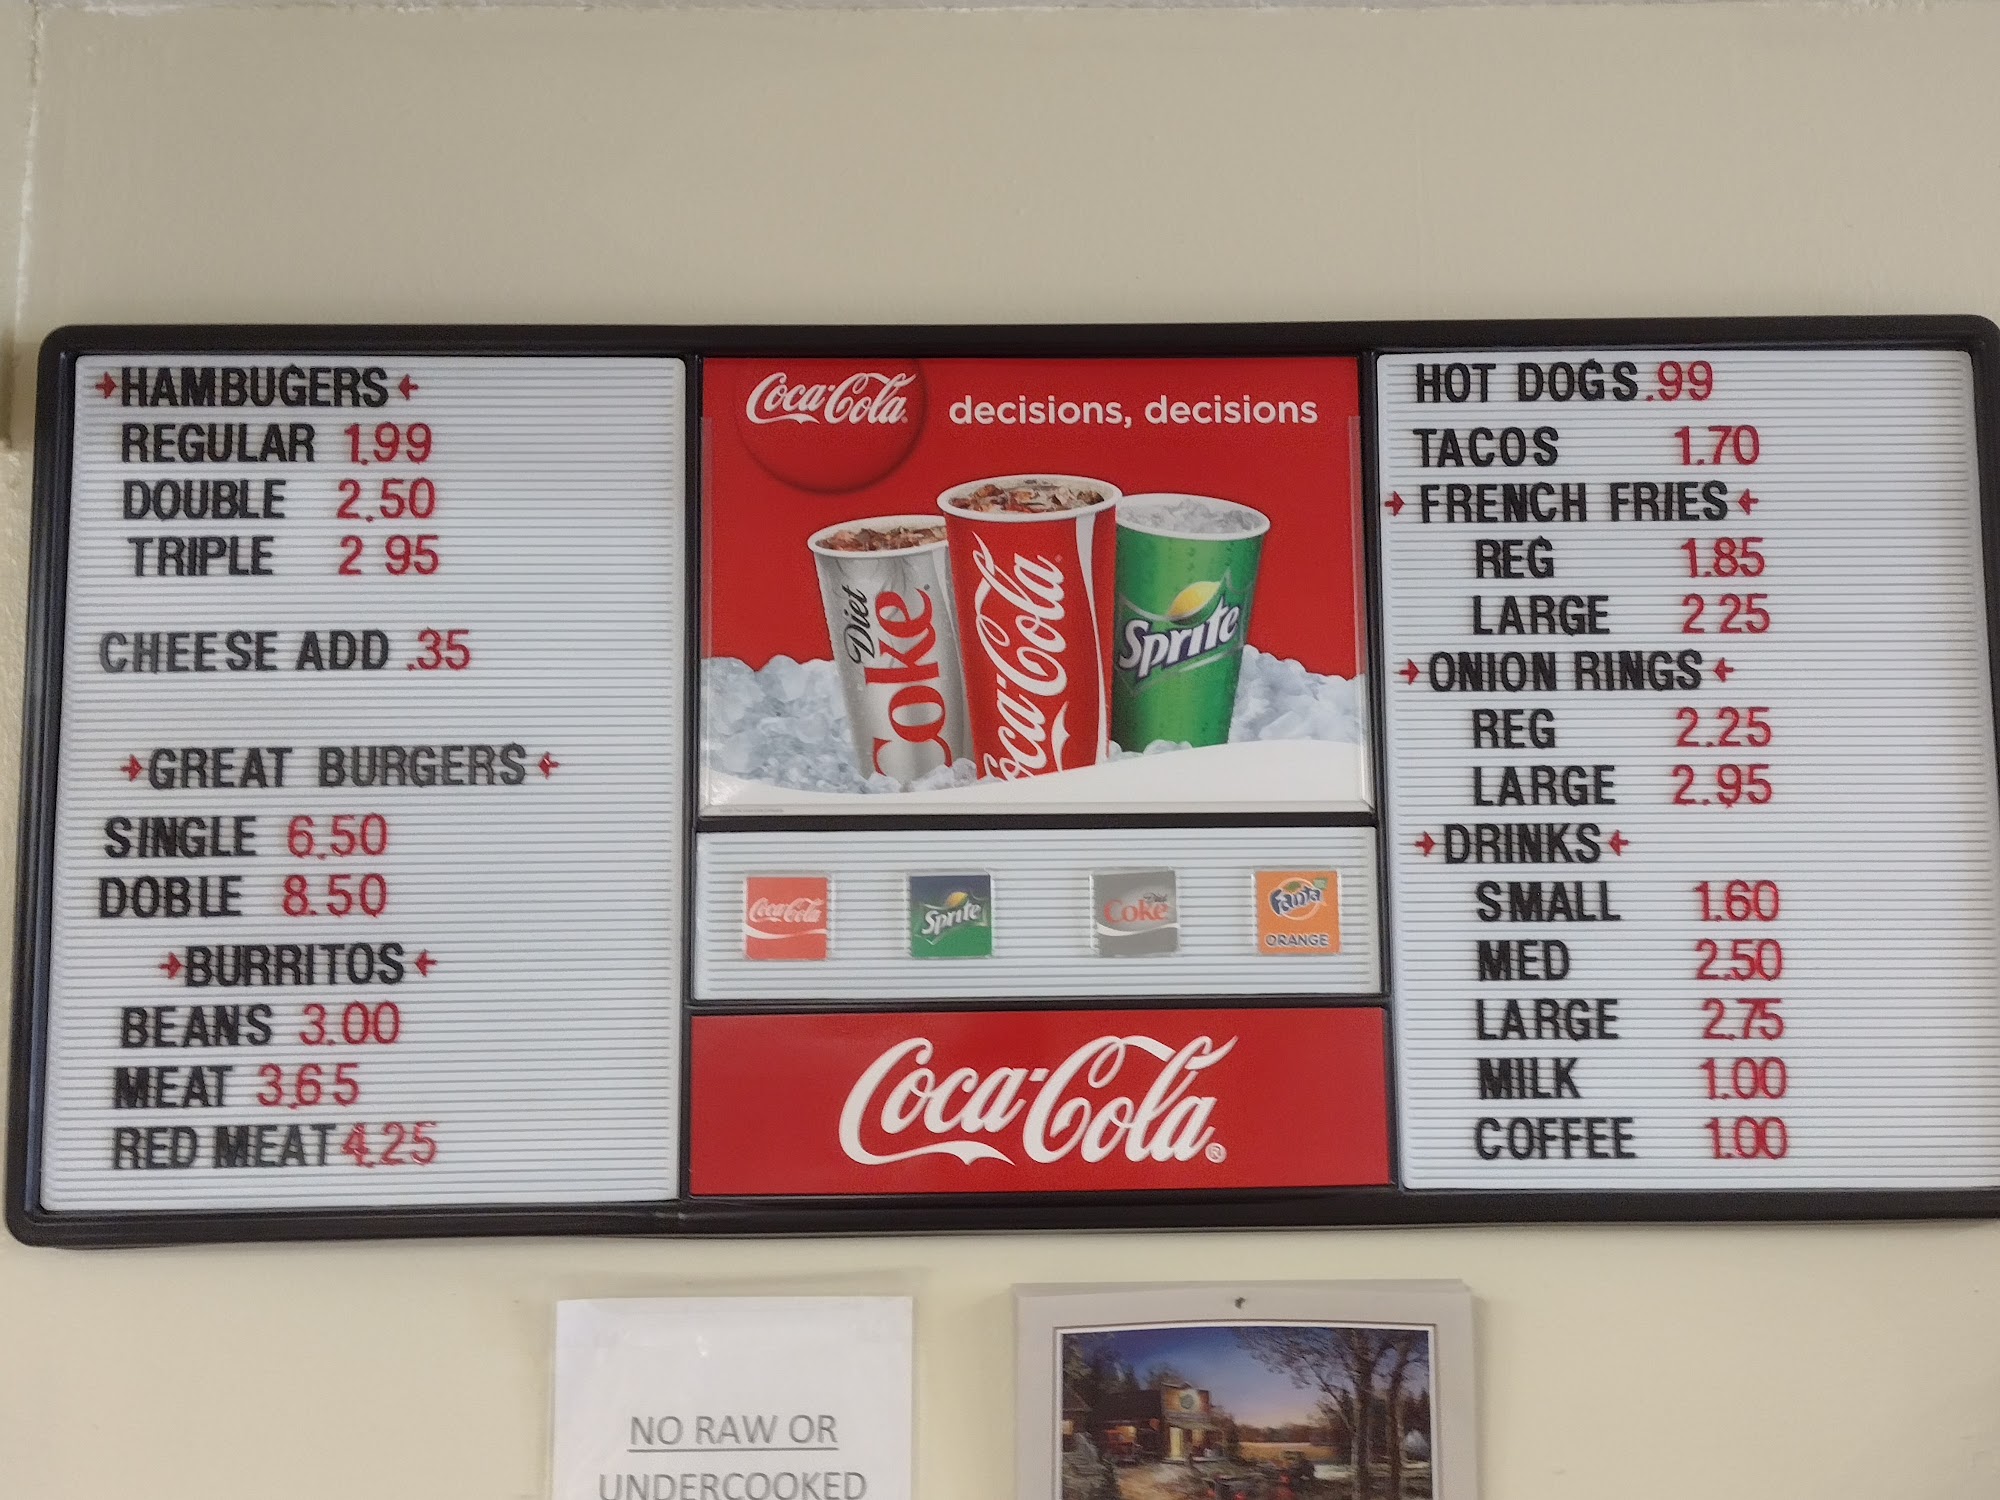 HAMBUGERS
REGULAR 1.99
DOUBLE 2.50
TRIPLE 2 95
CHEESE ADD .35
GREAT BURGERS
SINGLE 6.50
DOBLE 8.50
BURRITOS
BEANS 3.00
MEAT 3.65
RED MEAT 4.25
Coca-Cola decisions, decisions
Diet Coke
Coca-Cola
Sprite
Coca-Cola
Sprite
Diet Coke
Fanta
ORANGE
Coca-Cola®
HOT DOGS .99
TACOS 1.70
FRENCH FRIES
REG 1.85
LARGE 2 25
ONION RINGS
REG 2.25
LARGE 2.95
DRINKS
SMALL 1.60
MED 2.50
LARGE 2.75
MILK 1.00
COFFEE 1.00
NO RAW OR
UNDERCOOKED